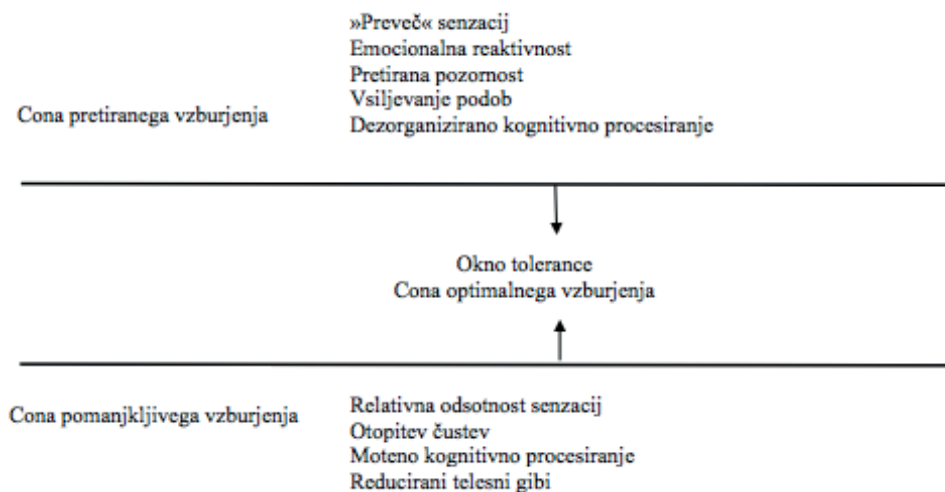 »Preveč« senzacij
Emocionalna reaktivnost
Pretirana pozornost
Cona pretiranega vzburjenja
Vsiljevanje podob
Dezorganizirano kognitivno procesiranje
Okno tolerance
Cona optimalnega vzburjenja
Cona pomanjkljivega vzburjenja
Relativna odsotnost senzacij
Otopitev čustev
Moteno kognitivno procesiranje
Reducirani telesni gibi